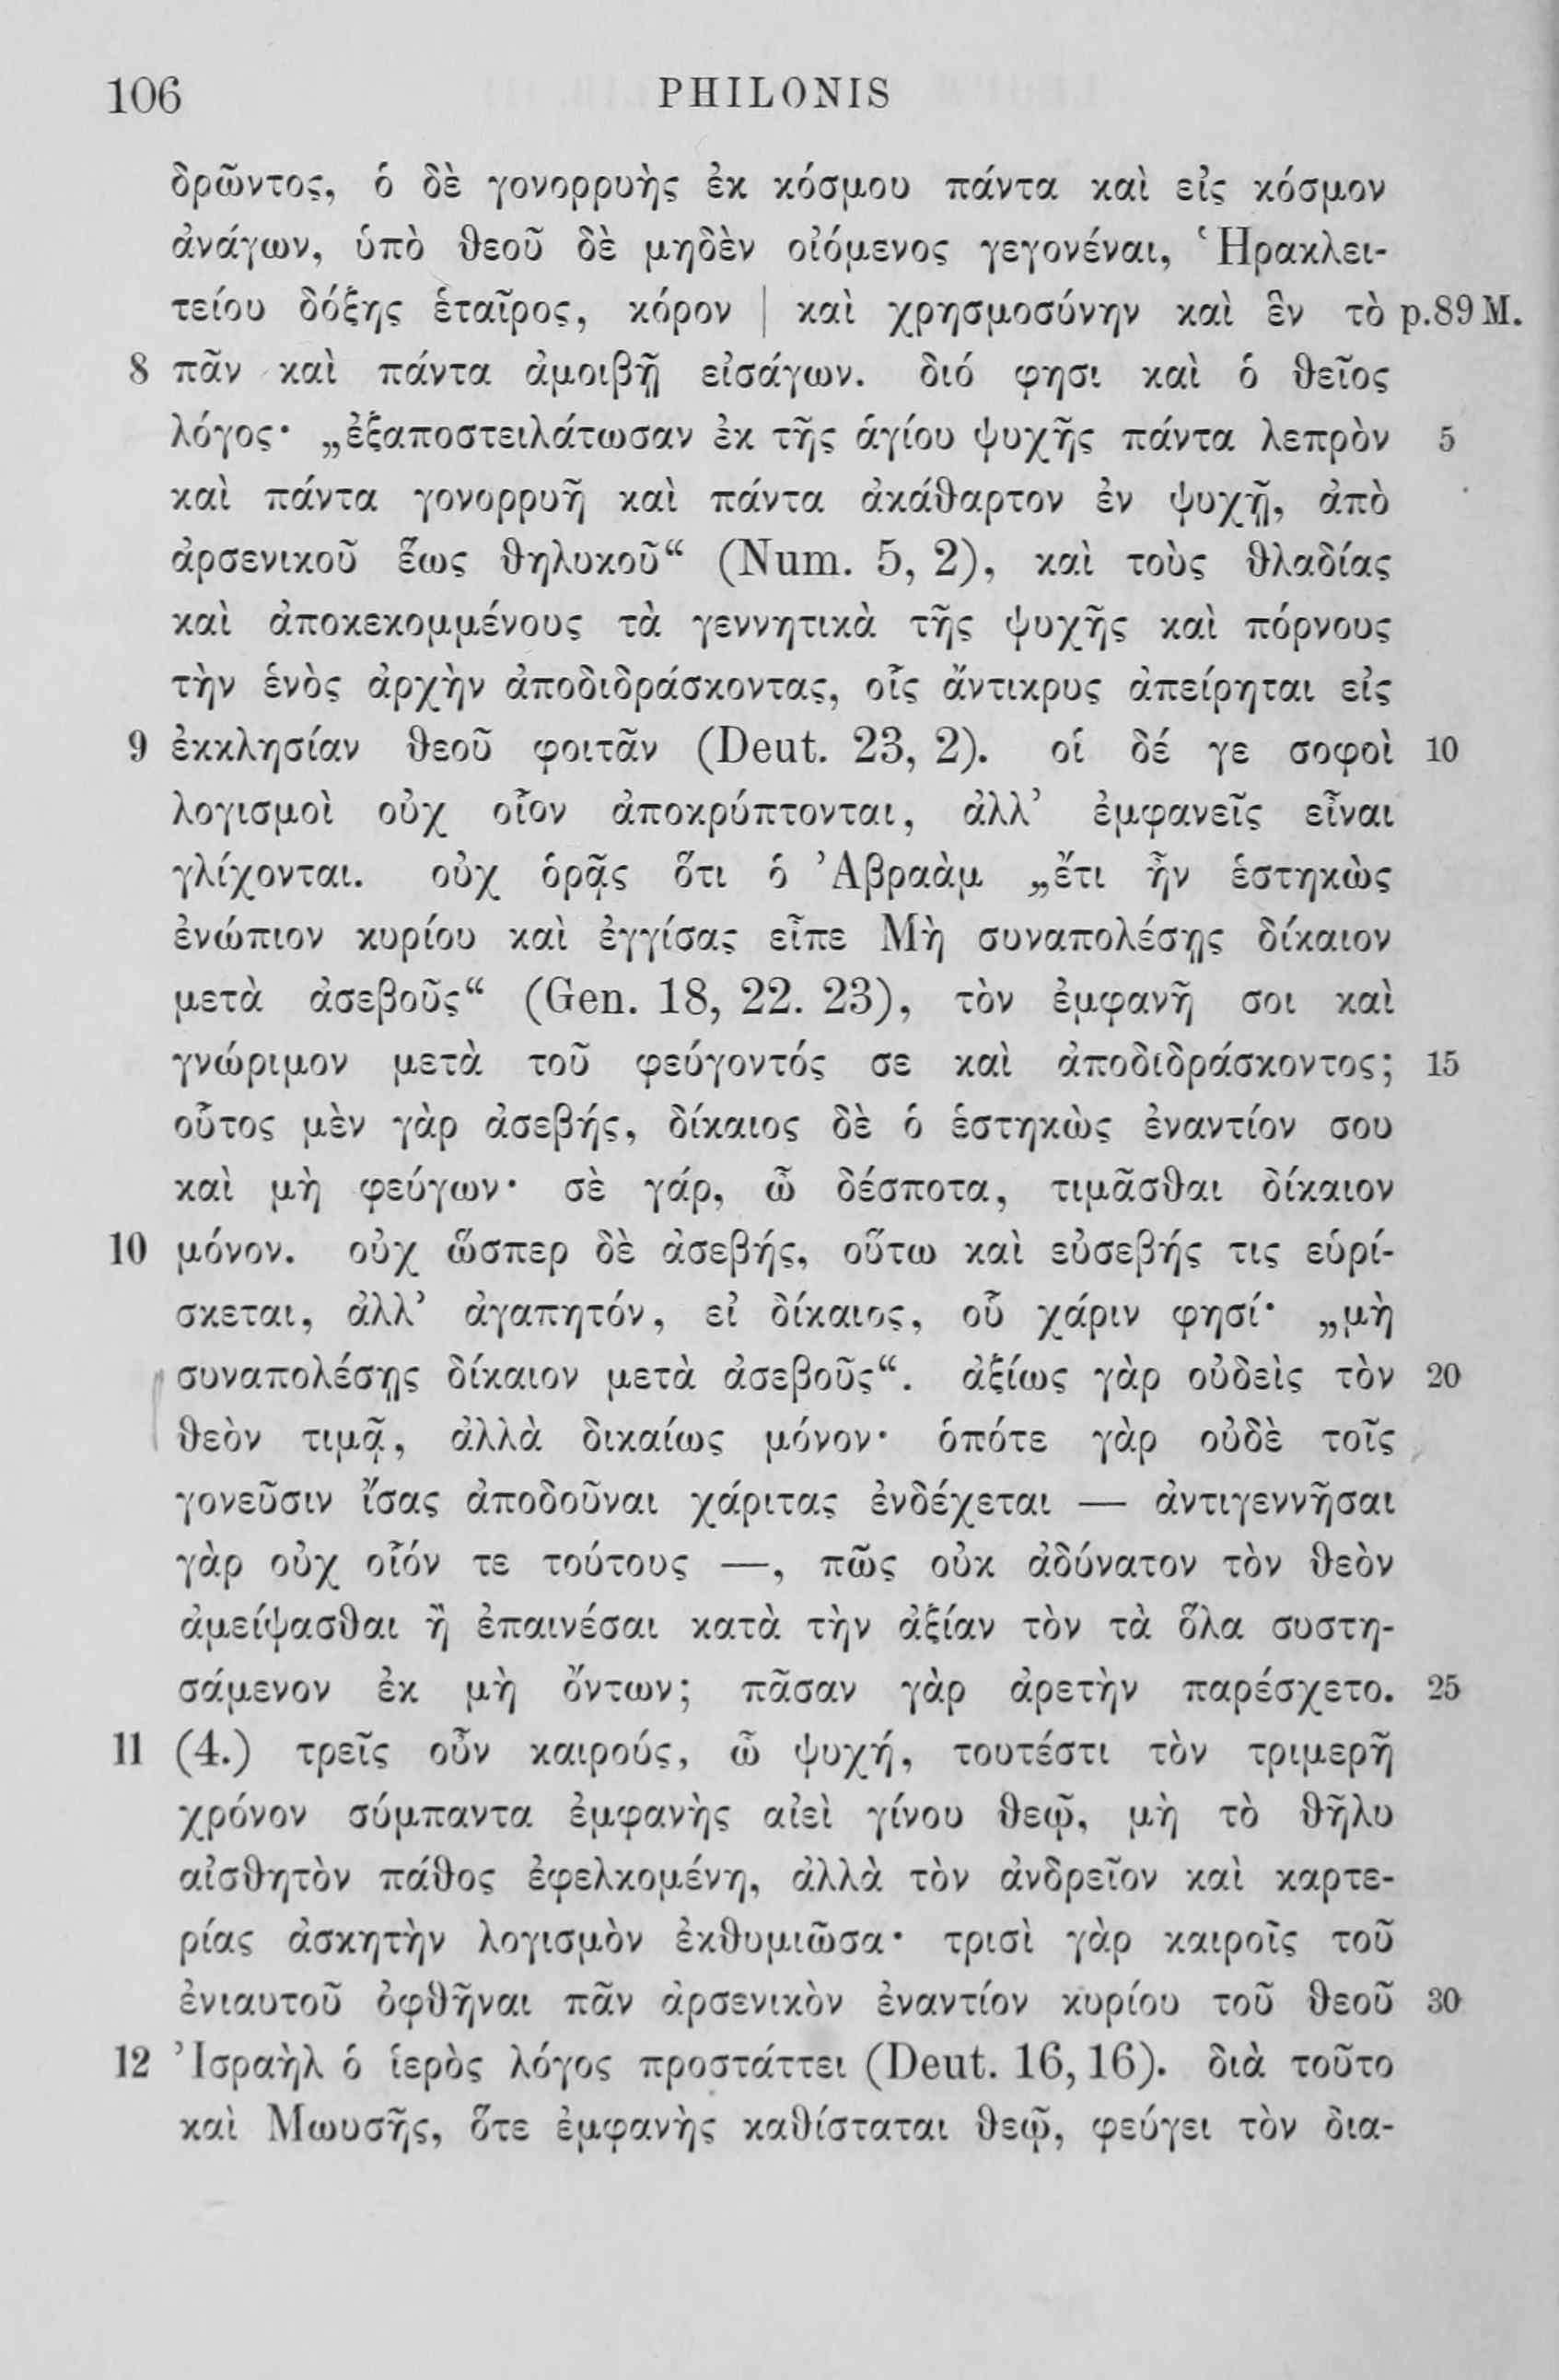 106 PHILONIS
δρῶντος, ὁ δὲ γονορρυὴς ἐκ κόσμου πάντα καὶ εἰς κόσμον
ἀνάγων, ὑπὸ θεοῦ δὲ μηδὲν οἰόμενος γεγονέναι, Ἡρακλει-
τείου δόξης ἑταῖρος, κόρον | καὶ χρησμοσύνην καὶ ἓν τὸ p.89 M.
8 πᾶν καὶ πάντα ἀμοιβῇ εἰσάγων. διό φησι καὶ ὁ θεῖος
λόγος· „ἐξαποστειλάτωσαν ἐκ τῆς ἁγίου ψυχῆς πάντα λεπρὸν 5
καὶ πάντα γονορρυῆ καὶ πάντα ἀκάθαρτον ἐν ψυχῇ, ἀπὸ
ἀρσενικοῦ ἕως θηλυκοῦ“ (Num. 5, 2), καὶ τοὺς θλαδίας
καὶ ἀποκεκομμένους τὰ γεννητικὰ τῆς ψυχῆς καὶ πόρνους
τὴν ἑνὸς ἀρχὴν ἀποδιδράσκοντας, οἷς ἄντικρυς ἀπείρηται εἰς
9 ἐκκλησίαν θεοῦ φοιτᾶν (Deut. 23, 2). οἱ δέ γε σοφοὶ 10
λογισμοὶ οὐχ οἷον ἀποκρύπτονται, ἀλλ’ ἐμφανεῖς εἶναι
γλίχονται. οὐχ ὁρᾷς ὅτι ὁ Ἀβραὰμ „ἔτι ἦν ἑστηκὼς
ἐνώπιον κυρίου καὶ ἐγγίσας εἶπε Μὴ συναπολέσῃς δίκαιον
μετὰ ἀσεβοῦς“ (Gen. 18, 22. 23), τὸν ἐμφανῆ σοι καὶ
γνώριμον μετὰ τοῦ φεύγοντός σε καὶ ἀποδιδράσκοντος; 15
οὗτος μὲν γὰρ ἀσεβής, δίκαιος δὲ ὁ ἑστηκὼς ἐναντίον σου
καὶ μὴ φεύγων· σὲ γάρ, ὦ δέσποτα, τιμᾶσθαι δίκαιον
10 μόνον. οὐχ ὥσπερ δὲ ἀσεβής, οὕτω καὶ εὐσεβής τις εὑρί-
σκεται, ἀλλ’ ἀγαπητόν, εἰ δίκαιος, οὗ χάριν φησί· „μὴ
συναπολέσῃς δίκαιον μετὰ ἀσεβοῦς“. ἀξίως γὰρ οὐδεὶς τὸν 20
θεὸν τιμᾷ, ἀλλὰ δικαίως μόνον· ὁπότε γὰρ οὐδὲ τοῖς
γονεῦσιν ἴσας ἀποδοῦναι χάριτας ἐνδέχεται — ἀντιγεννῆσαι
γὰρ οὐχ οἷόν τε τούτους —, πῶς οὐκ ἀδύνατον τὸν θεὸν
ἀμείψασθαι ἢ ἐπαινέσαι κατὰ τὴν ἀξίαν τὸν τὰ ὅλα συστη-
σάμενον ἐκ μὴ ὄντων; πᾶσαν γὰρ ἀρετὴν παρέσχετο. 25
11 (4.) τρεῖς οὖν καιρούς, ὦ ψυχή, τουτέστι τὸν τριμερῆ
χρόνον σύμπαντα ἐμφανὴς αἰεὶ γίνου θεῷ, μὴ τὸ θῆλυ
αἰσθητὸν πάθος ἐφελκομένη, ἀλλὰ τὸν ἀνδρεῖον καὶ καρτε-
ρίας ἀσκητὴν λογισμὸν ἐκθυμιῶσα· τρισὶ γὰρ καιροῖς τοῦ
ἐνιαυτοῦ ὀφθῆναι πᾶν ἀρσενικὸν ἐναντίον κυρίου τοῦ θεοῦ 30
12 Ἰσραὴλ ὁ ἱερὸς λόγος προστάττει (Deut. 16, 16). διὰ τοῦτο
καὶ Μωυσῆς, ὅτε ἐμφανὴς καθίσταται θεῷ, φεύγει τὸν δια-